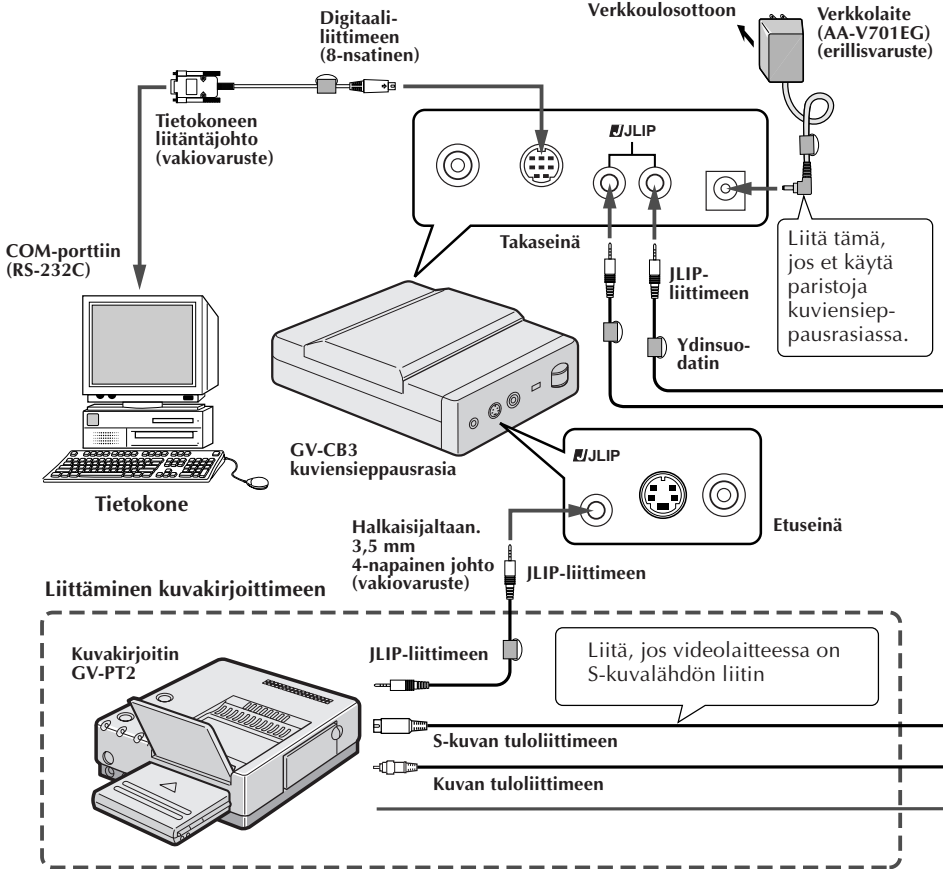 Digitaali-
liittimeen
(8-nsatinen)
Verkkoulosottoon
Verkkolaite
(AA-V701EG)
(erillisvaruste)
Tietokoneen
liitäntäjohto
(vakiovaruste)
JLIP
COM-porttiin
(RS-232C)
Takaseinä
JLIP-
liittimeen
Liitä tämä,
jos et käytä
paristoja
kuviensiep-
pausrasiassa.
Ydinsuo-
datin
GV-CB3
kuviensieppausrasia
JLIP
Tietokone
Etuseinä
Halkaisijaltaan.
3,5 mm
4-napainen johto
(vakiovaruste)
JLIP-liittimeen
Liittäminen kuvakirjoittimeen
Kuvakirjoitin
GV-PT2
JLIP-liittimeen
Liitä, jos videolaitteessa on
S-kuvalähdön liitin
S-kuvan tuloliittimeen
Kuvan tuloliittimeen